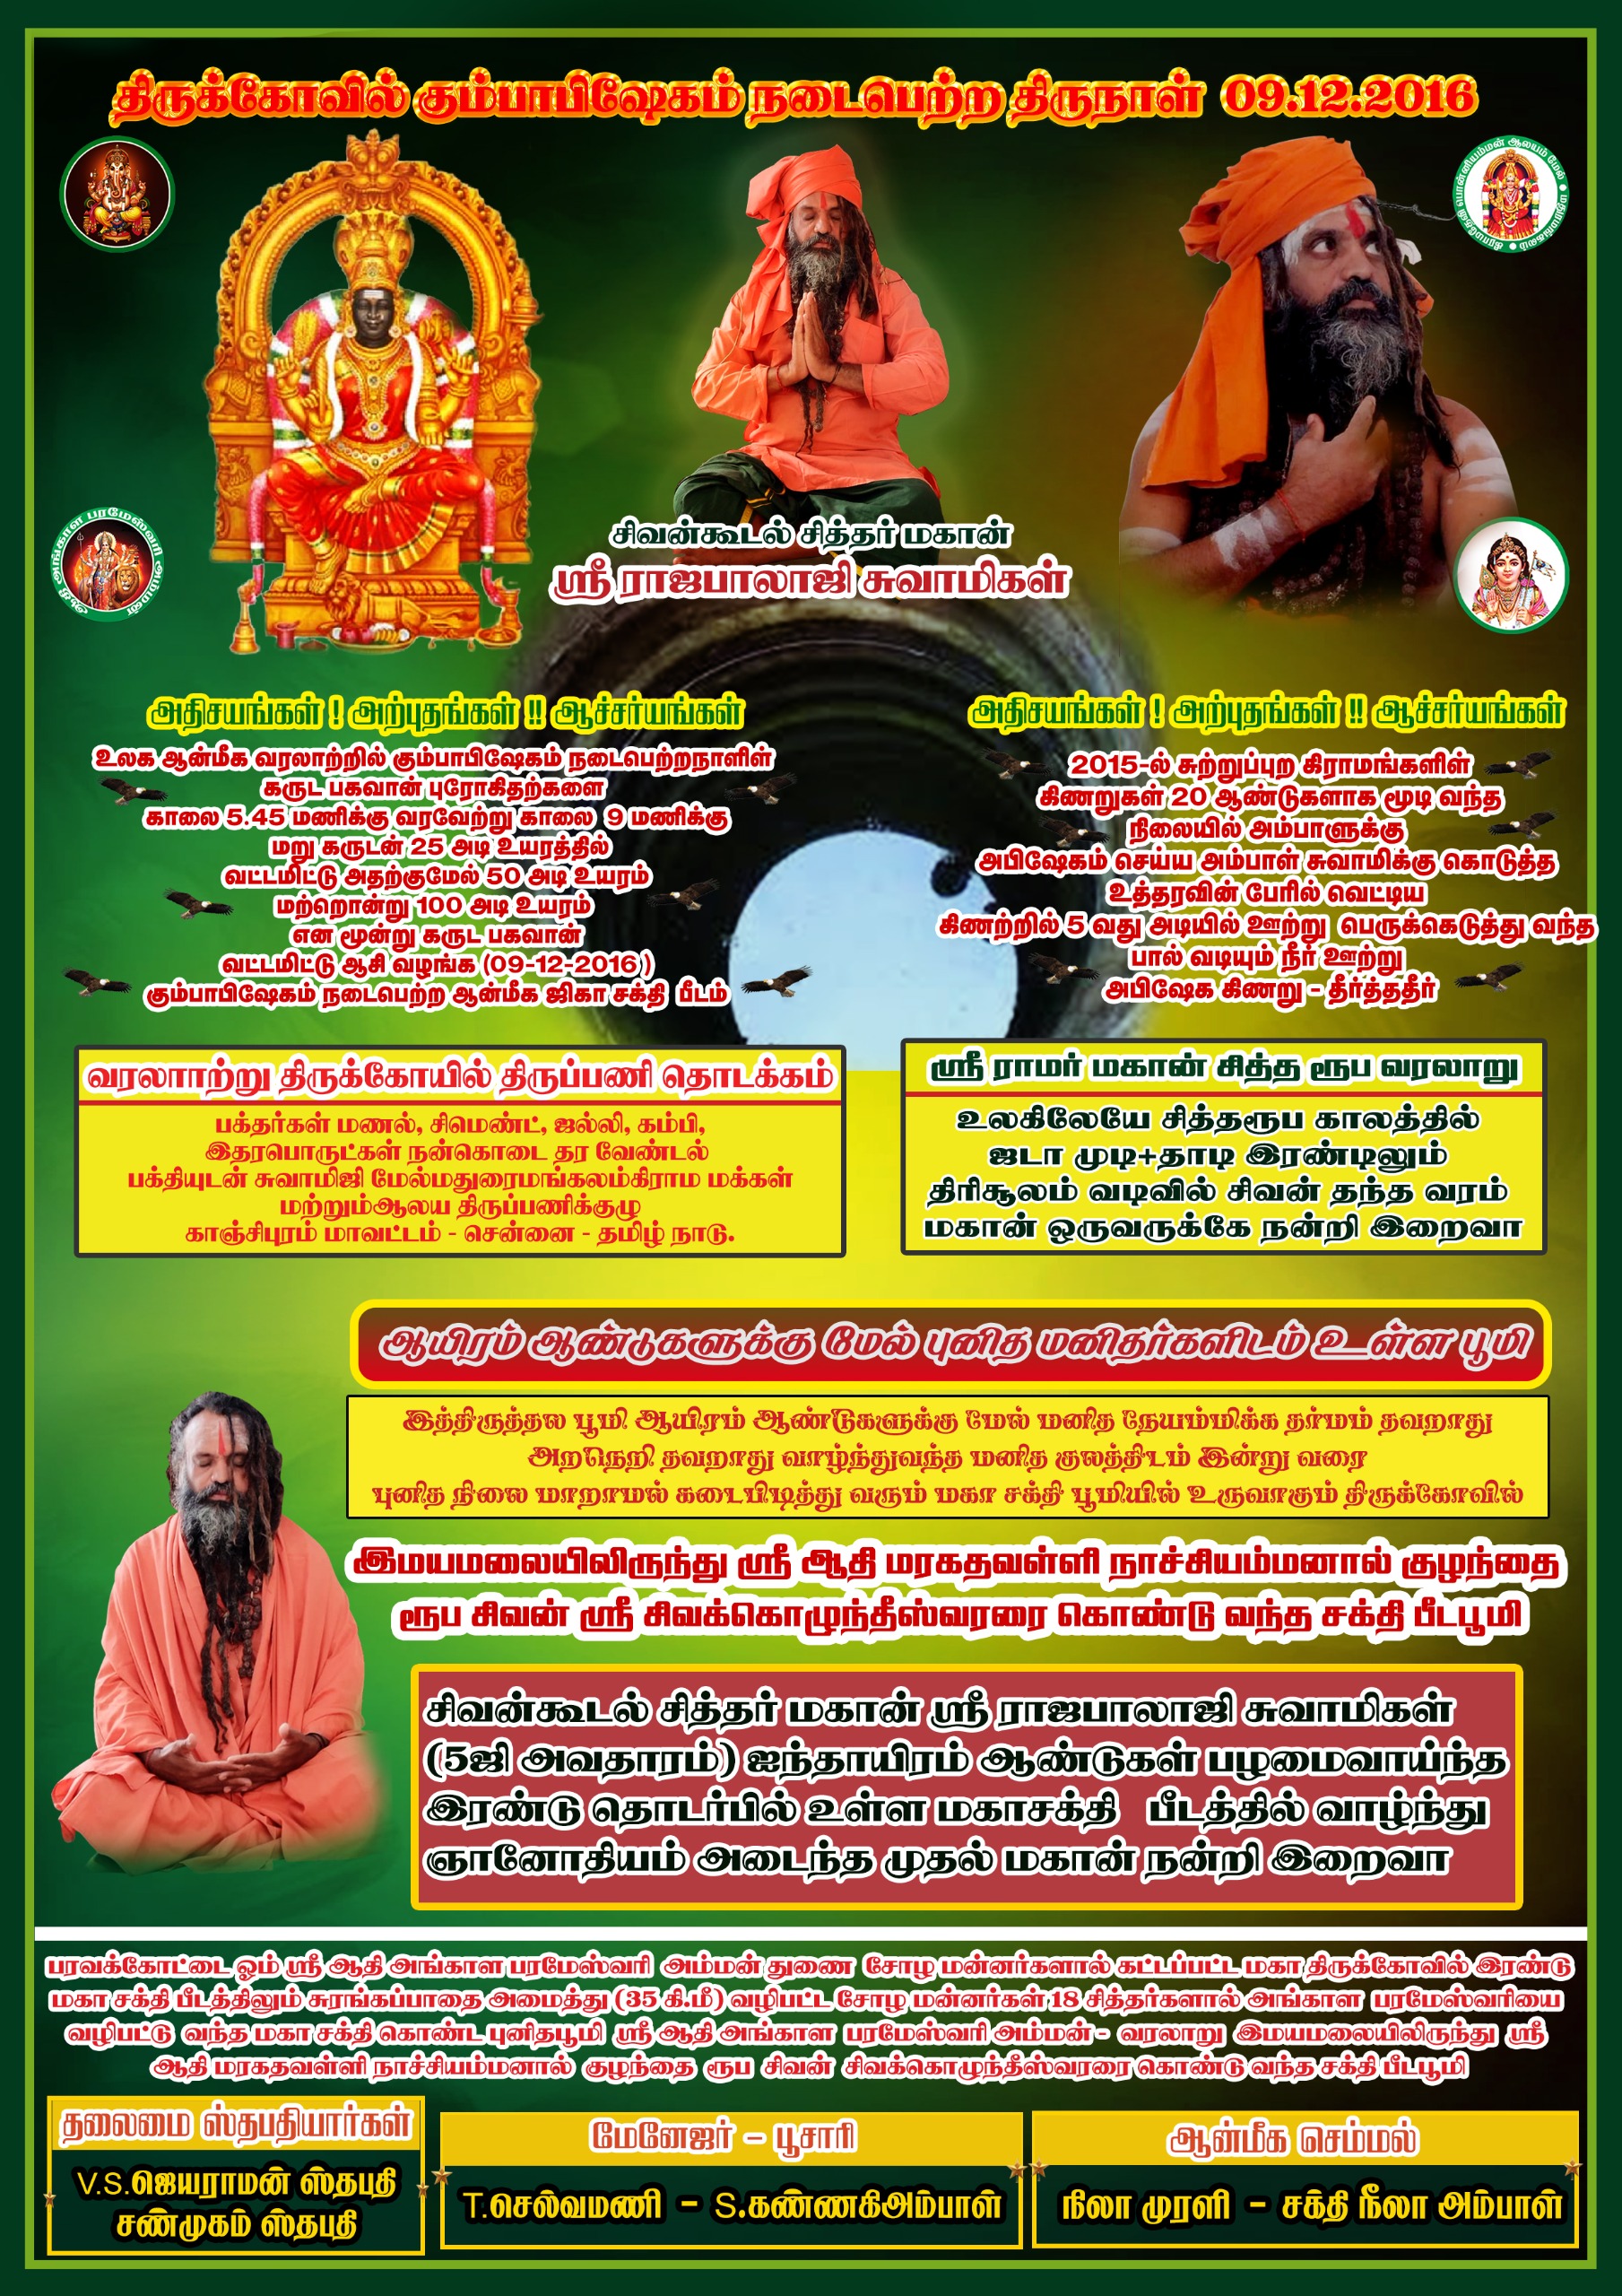 திருக்கோவில் கும்பாபிஷேகம் நடைபெற்ற திருநாள் 09.12.2016
சிவன்கூடல் சித்தர் மகான்
ஸ்ரீ ராஜபாலாஜி சுவாமிகள்
அதிசயங்கள் ! அற்புதங்கள் !! ஆச்சர்யங்கள்
உலக ஆன்மீக வரலாற்றில் கும்பாபிஷேகம் நடைபெற்றநாளிள்
கருட பகவான் புரோகிதற்களை
காலை 5.45 மணிக்கு வரவேற்று காலை 9 மணிக்கு
மறு கருடன் 25 அடி உயரத்தில்
வட்டமிட்டு அதற்குமேல் 50 அடி உயரம்
மற்றொன்று 100 அடி உயரம்
என மூன்று கருட பகவான்
வட்டமிட்டு ஆசி வழங்க (09-12-2016 )
கும்பாபிஷேகம் நடைபெற்ற ஆன்மீக ஜிகா சக்தி பீடம்
அதிசயங்கள் ! அற்புதங்கள் !! ஆச்சர்யங்கள்
2015-ல் சுற்றுப்புற கிராமங்களிள்
கிணறுகள் 20 ஆண்டுகளாக மூடி வந்த
நிலையில் அம்பாளுக்கு
அபிஷேகம் செய்ய அம்பாள் சுவாமிக்கு கொடுத்த
உத்தரவின் பேரில் வெட்டிய
கிணற்றில் 5 வது அடியில் ஊற்று பெருக்கெடுத்து வந்த
பால் வடியும் நீர் ஊற்று
அபிஷேக கிணறு - தீர்த்ததீர்
வரலாாற்று திருக்கோயில் திருப்பணி தொடக்கம்
பக்தர்கள் மணல், சிமெண்ட், ஜல்லி, கம்பி,
இதரபொருட்கள் நன்கொடை தர வேண்டல்
பக்தியுடன் சுவாமிஜி மேல்மதுரைமங்கலம்கிராம மக்கள்
மற்றும்ஆலய திருப்பணிக்குழு
காஞ்சிபுரம் மாவட்டம் - சென்னை - தமிழ் நாடு.
ஸ்ரீ ராமர் மகான் சித்த ரூப வரலாறு
உலகிலேயே சித்தரூப காலத்தில்
ஜடா முடி+தாடி இரண்டிலும்
திரிசூலம் வடிவில் சிவன் தந்த வரம்
மகான் ஒருவருக்கே நன்றி இறைவா
ஆயிரம் ஆண்டுகளுக்கு மேல் புனித மனிதர்களிடம் உள்ள பூமி
இத்திருத்தல பூமி ஆயிரம் ஆண்டுகளுக்கு மேல் மனித நேயம்மிக்க தர்மம் தவறாது
அறநெறி தவறாது வாழ்ந்துவந்த மனித குலத்திடம் இன்று வரை
புனித நிலை மாறாமல் கடைபிடித்து வரும் மகா சக்தி பூமியில் உருவாகும் திருக்கோவில்
இமயமலையிலிருந்து ஸ்ரீ ஆதி மரகதவள்ளி நாச்சியம்மனால் குழந்தை
ரூப சிவன் ஸ்ரீ சிவக்கொழுந்தீஸ்வரரை கொண்டு வந்த சக்தி பீடபூமி
சிவன்கூடல் சித்தர் மகான் ஸ்ரீ ராஜபாலாஜி சுவாமிகள்
(5ஜி அவதாரம்) ஐந்தாயிரம் ஆண்டுகள் பழமைவாய்ந்த
இரண்டு தொடர்பில் உள்ள மகாசக்தி பீடத்தில் வாழ்ந்து
ஞானோதியம் அடைந்த முதல் மகான் நன்றி இறைவா
பரவக்கோட்டை ஓம் ஸ்ரீ ஆதி அங்காள பரமேஸ்வரி அம்மன் துணை சோழ மன்னர்களால் கட்டப்பட்ட மகா திருக்கோவில் இரண்டு
மகா சக்தி பீடத்திலும் சுரங்கப்பாதை அமைத்து (35 கி.மீ) வழிபட்ட சோழ மன்னர்கள் 18 சித்தர்களால் அங்காள பரமேஸ்வரியை
வழிபட்டு வந்த மகா சக்தி கொண்ட புனிதபூமி ஸ்ரீ ஆதி அங்காள பரமேஸ்வரி அம்மன் - வரலாறு இமயமலையிலிருந்து ஸ்ரீ
ஆதி மரகதவள்ளி நாச்சியம்மனால் குழந்தை ரூப சிவன் சிவக்கொழுந்தீஸ்வரரை கொண்டு வந்த சக்தி பீடபூமி
தலைமை ஸ்தபதியார்கள்
V.S.ஜெயராமன் ஸ்தபதி
சண்முகம் ஸ்தபதி
மேனேஜர் – பூசாரி
T.செல்வமணி – S.கண்ணகிஅம்பாள்
ஆன்மீக செம்மல்
நிலா முரளி – சக்தி நீலா அம்பாள்
ஆதி அங்காள பரமேஸ்வரி அம்மன்